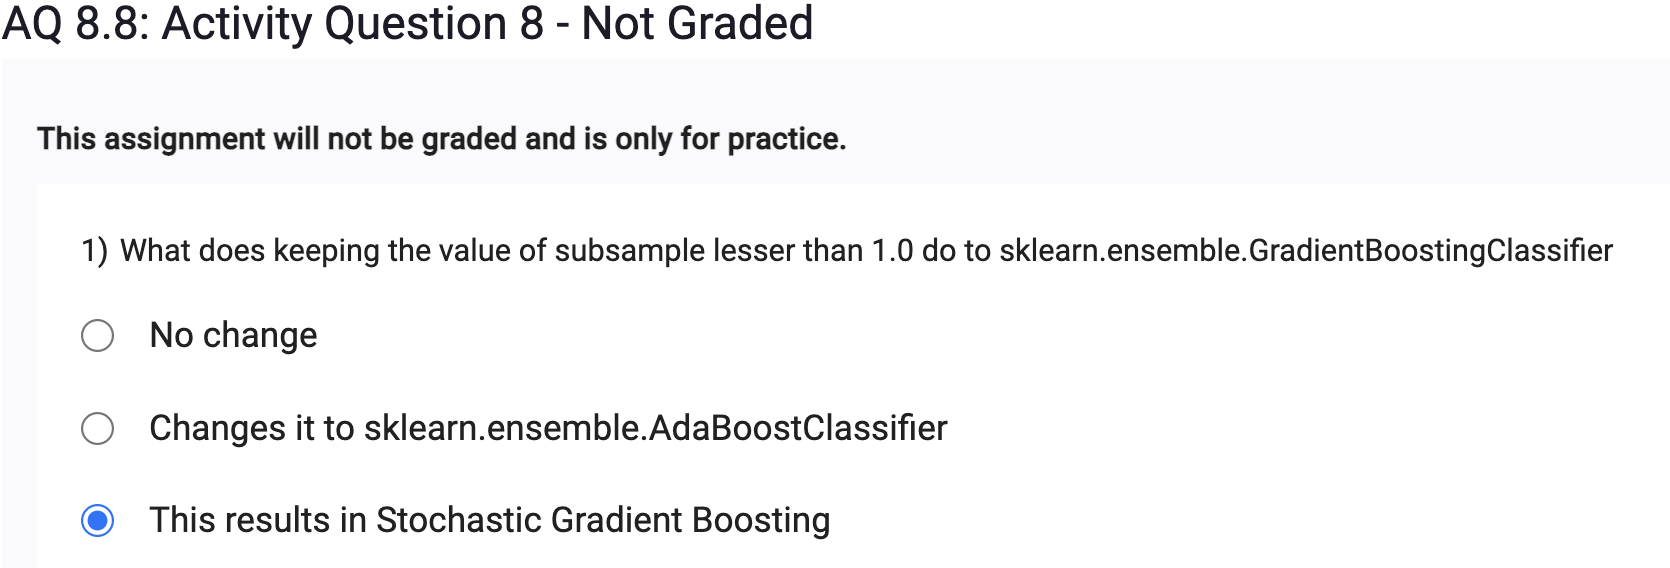 AQ 8.8: Activity Question 8 - Not Graded
This assignment will not be graded and is only for practice.
1) What does keeping the value of subsample lesser than 1.0 do to sklearn.ensemble.GradientBoostingClassifier
No change
Changes it to sklearn.ensemble.AdaBoostClassifier
This results in Stochastic Gradient Boosting